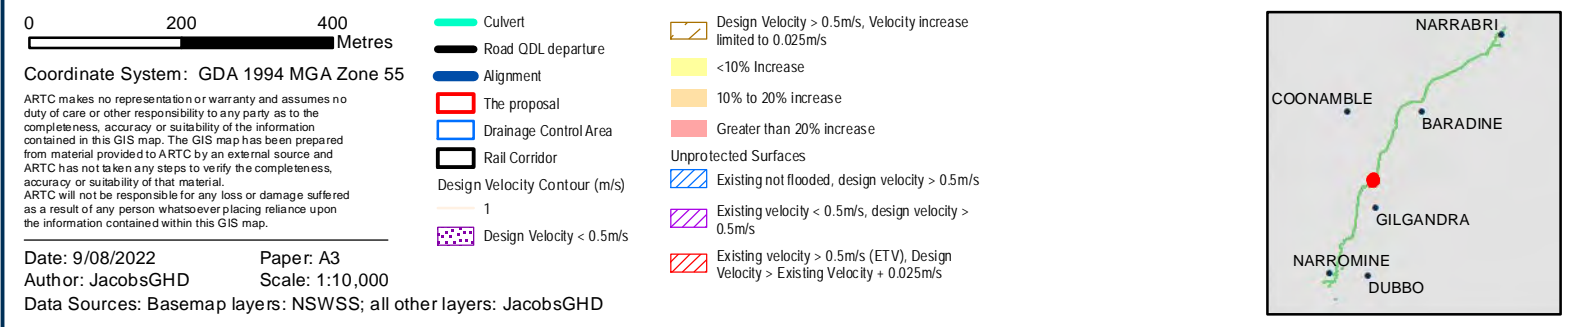 0 200 400
Metres
Coordinate System: GDA 1994 MGA Zone 55
ARTC makes no representation or warranty and assumes no
duty of care or other responsibility to any party as to the
completeness, accuracy or suitability of the information
contained in this GIS map. The GIS map has been prepared
from material provided to ARTC by an external source and
ARTC has not taken any steps to verify the completeness,
accuracy or suitability of that material.
ARTC will not be responsible for any loss or damage suffered
as a result of any person whatsoever placing reliance upon
the information contained within this GIS map.
Date: 9/08/2022 Paper: A3
Author: JacobsGHD Scale: 1:10,000
Data Sources: Basemap layers: NSWSS; all other layers: JacobsGHD
Culvert
Road QDL departure
Alignment
The proposal
Drainage Control Area
Rail Corridor
Design Velocity Contour (m/s)
1
Design Velocity < 0.5m/s
Design Velocity > 0.5m/s, Velocity increase
limited to 0.025m/s
<10% Increase
10% to 20% increase
Greater than 20% increase
Unprotected Surfaces
Existing not flooded, design velocity > 0.5m/s
Existing velocity < 0.5m/s, design velocity >
0.5m/s
Existing velocity > 0.5m/s (ETV), Design
Velocity > Existing Velocity + 0.025m/s
NARRABRI
COONAMBLE
BARADINE
GILGANDRA
NARROMINE
DUBBO